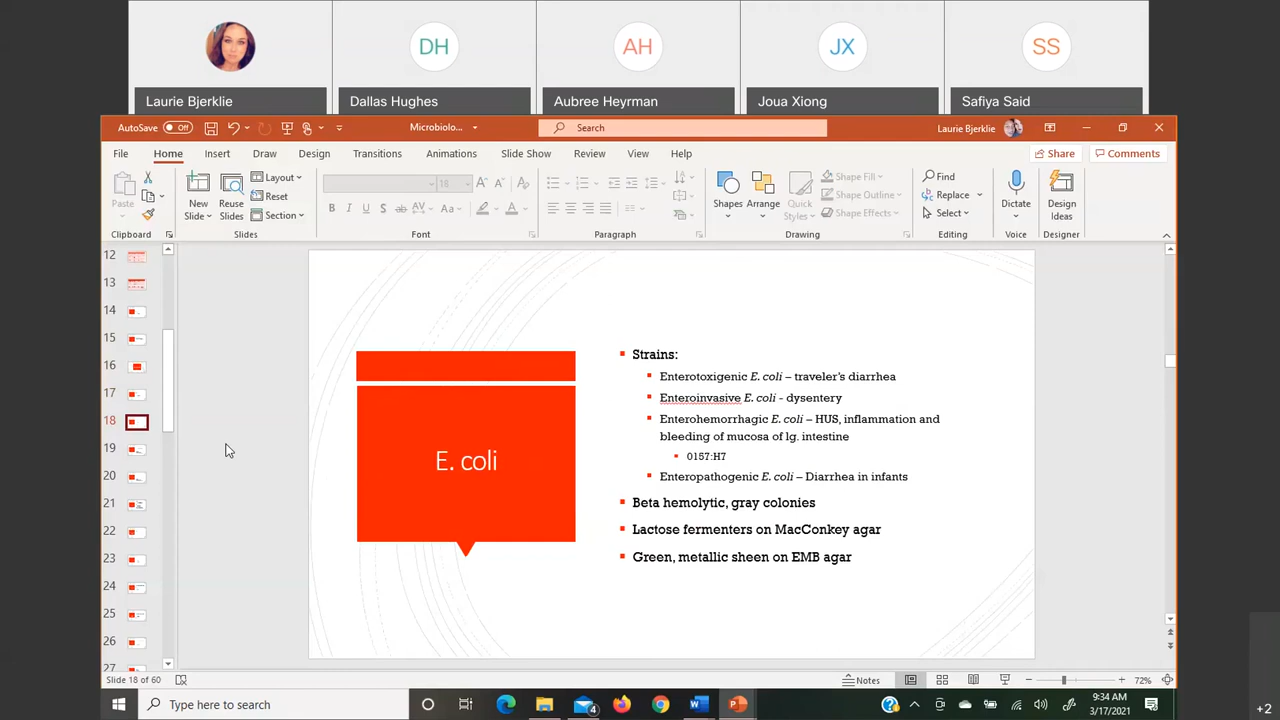 DH
AH
JX
SS
Laurie Bjerklie
Dallas Hughes
Aubree Heyrman
Joua Xiong
Safiya Said
AutoSave Off
Microbiolo...
Search
Laurie Bjerklie
File Home Insert Draw Design Transitions Animations Slide Show Review View Help
Share Comments
Paste
New Slides
Reuse Slides
Layout
Reset
Section
18
B I U S ab AV Aa A
Shapes
Arrange
Quick Styles
Shape Fill
Shape Outline
Shape Effects
Find
Replace
Select
Dictate
Design Ideas
Clipboard Slides Font Paragraph Drawing Editing Voice Designer
12
13
14
15
16
17
18
19
20
21
22
23
24
25
26
27
E. coli
Strains:
Enterotoxigenic E. coli – traveler's diarrhea
Enteroinvasive E. coli - dysentery
Enterohemorrhagic E. coli – HUS, inflammation and
bleeding of mucosa of lg. intestine
0157:H7
Enteropathogenic E. coli – Diarrhea in infants
Beta hemolytic, gray colonies
Lactose fermenters on MacConkey agar
Green, metallic sheen on EMB agar
Slide 18 of 60
Notes
72%
Type here to search
4
9:34 AM
3/17/2021
+2